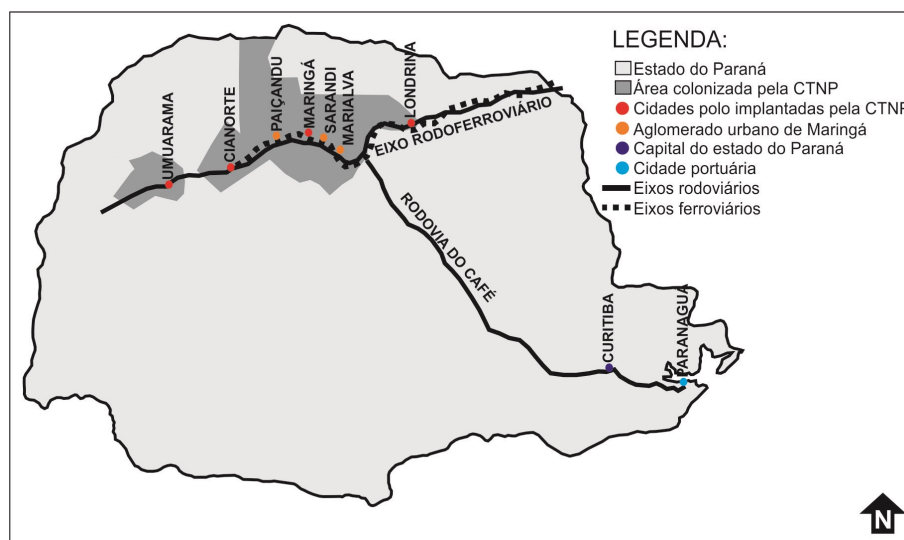 LEGENDA:
Estado do Paraná
Área colonizada pela CTNP
Cidades polo implantadas pela CTNP
Aglomerado urbano de Maringá
Capital do estado do Paraná
Cidade portuária
Eixos rodoviários
Eixos ferroviários
UMUARAMA
CIANORTE
PAIÇANDU
MARINGÁ
SARANDI
MARIALVA
LONDRINA
EIXO RODOFERROVIÁRIO
RODOVIA DO CAFÉ
CURITIBA
PARANAGUA
N